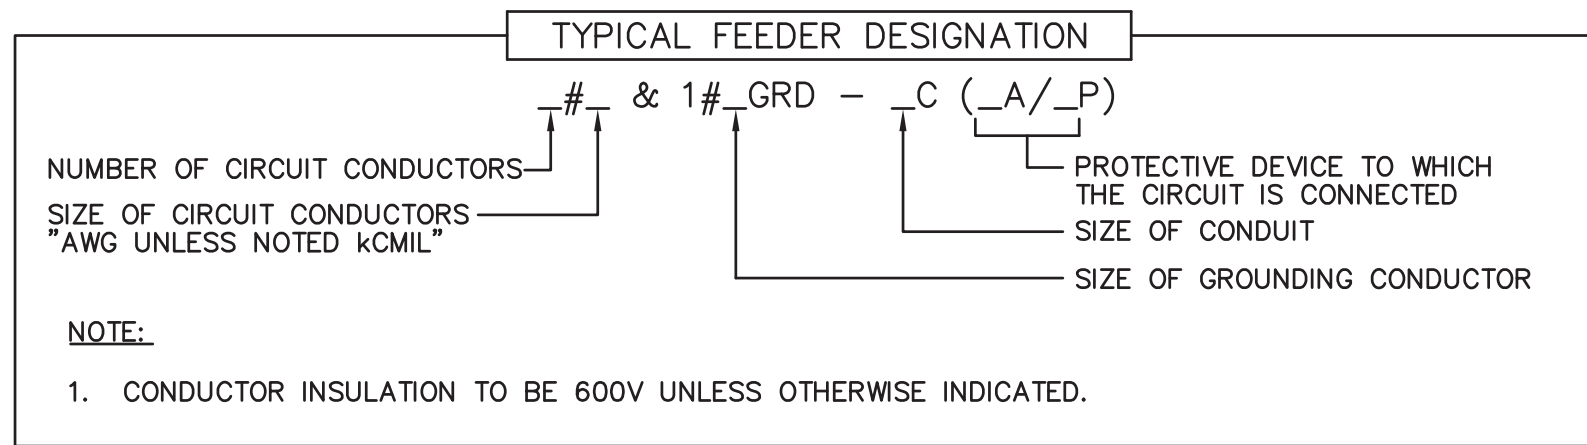 TYPICAL FEEDER DESIGNATION
_#_ & 1#_GRD - _C (_A/_P)
NUMBER OF CIRCUIT CONDUCTORS
SIZE OF CIRCUIT CONDUCTORS
"AWG UNLESS NOTED kCMIL"
PROTECTIVE DEVICE TO WHICH
THE CIRCUIT IS CONNECTED
SIZE OF CONDUIT
SIZE OF GROUNDING CONDUCTOR
NOTE:
1. CONDUCTOR INSULATION TO BE 600V UNLESS OTHERWISE INDICATED.